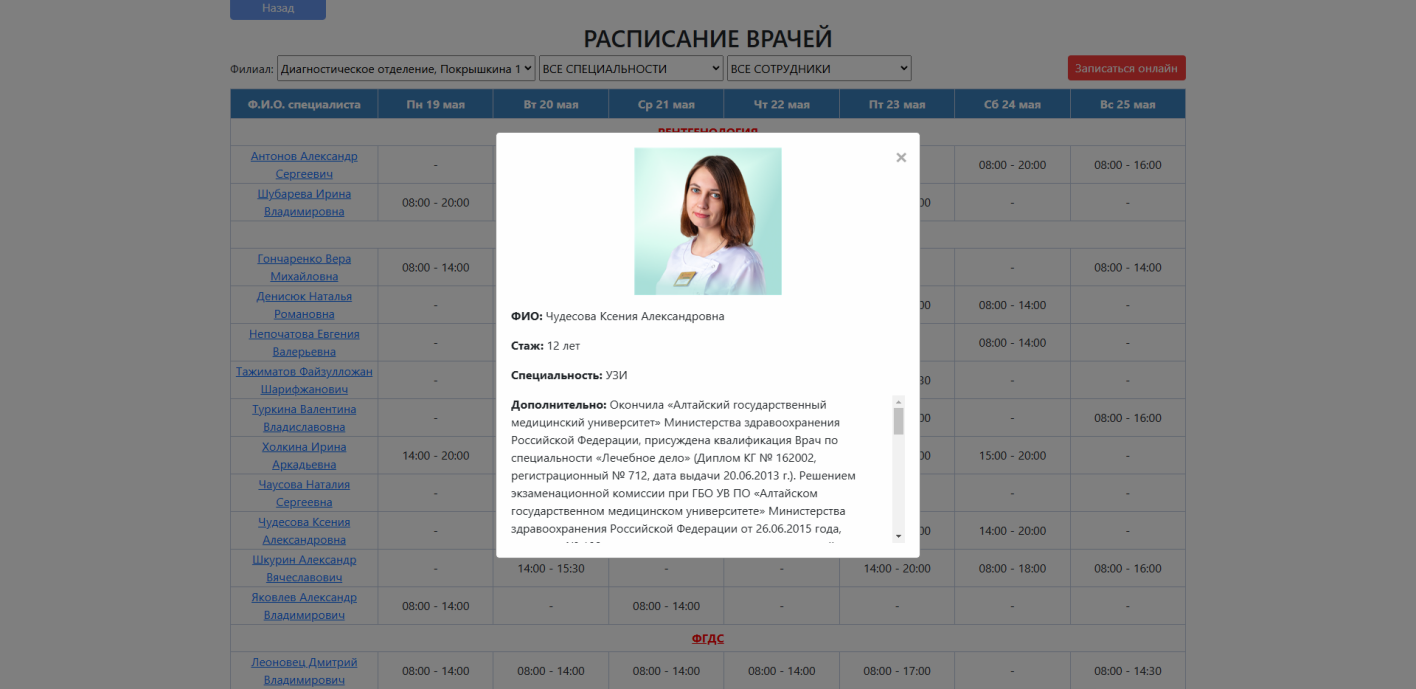 Назад
РАСПИСАНИЕ ВРАЧЕЙ
Филиал: Диагностическое отделение, Покрышкина 1 ВСЕ СПЕЦИАЛЬНОСТИ ВСЕ СОТРУДНИКИ Записаться онлайн
Ф.И.О. специалиста Пн 19 мая Вт 20 мая Ср 21 мая Чт 22 мая Пт 23 мая Сб 24 мая Вс 25 мая
РЕНТГЕНОЛОГИЯ
Антонов Александр
Сергеевич - 08:00 - 20:00 08:00 - 16:00
Шубарева Ирина
Владимировна 08:00 - 20:00 00 - -
Гончаренко Вера
Михайловна 08:00 - 14:00 - 08:00 - 14:00
Денисюк Наталья
Романовна - 00 08:00 - 14:00 -
Непочатова Евгения
Валерьевна - 08:00 - 14:00 -
Тажиматов Файзулложан
Шарифжанович - 30 - -
Туркина Валентина
Владиславовна - 00 - 08:00 - 16:00
Холкина Ирина
Аркадьевна 14:00 - 20:00 00 15:00 - 20:00 -
Чаусова Наталия
Сергеевна - - -
Чудесова Ксения
Александровна - 00 14:00 - 20:00 -
Шкурин Александр
Вячеславович - 14:00 - 15:30 - - 14:00 - 20:00 08:00 - 18:00 08:00 - 16:00
Яковлев Александр
Владимирович 08:00 - 14:00 - 08:00 - 14:00 - - - -
ФГДС
Леоновец Дмитрий
Владимирович 08:00 - 14:00 08:00 - 14:00 08:00 - 14:00 08:00 - 14:00 08:00 - 17:00 - 08:00 - 14:30
×
ФИО: Чудесова Ксения Александровна
Стаж: 12 лет
Специальность: УЗИ
Дополнительно: Окончила «Алтайский государственный
медицинский университет» Министерства здравоохранения
Российской Федерации, присуждена квалификация Врач по
специальности «Лечебное дело» (Диплом КГ № 162002,
регистрационный № 712, дата выдачи 20.06.2013 г.). Решением
экзаменационной комиссии при ГБО УВ ПО «Алтайском
государственном медицинском университете» Министерства
здравоохранения Российской Федерации от 26.06.2015 года,